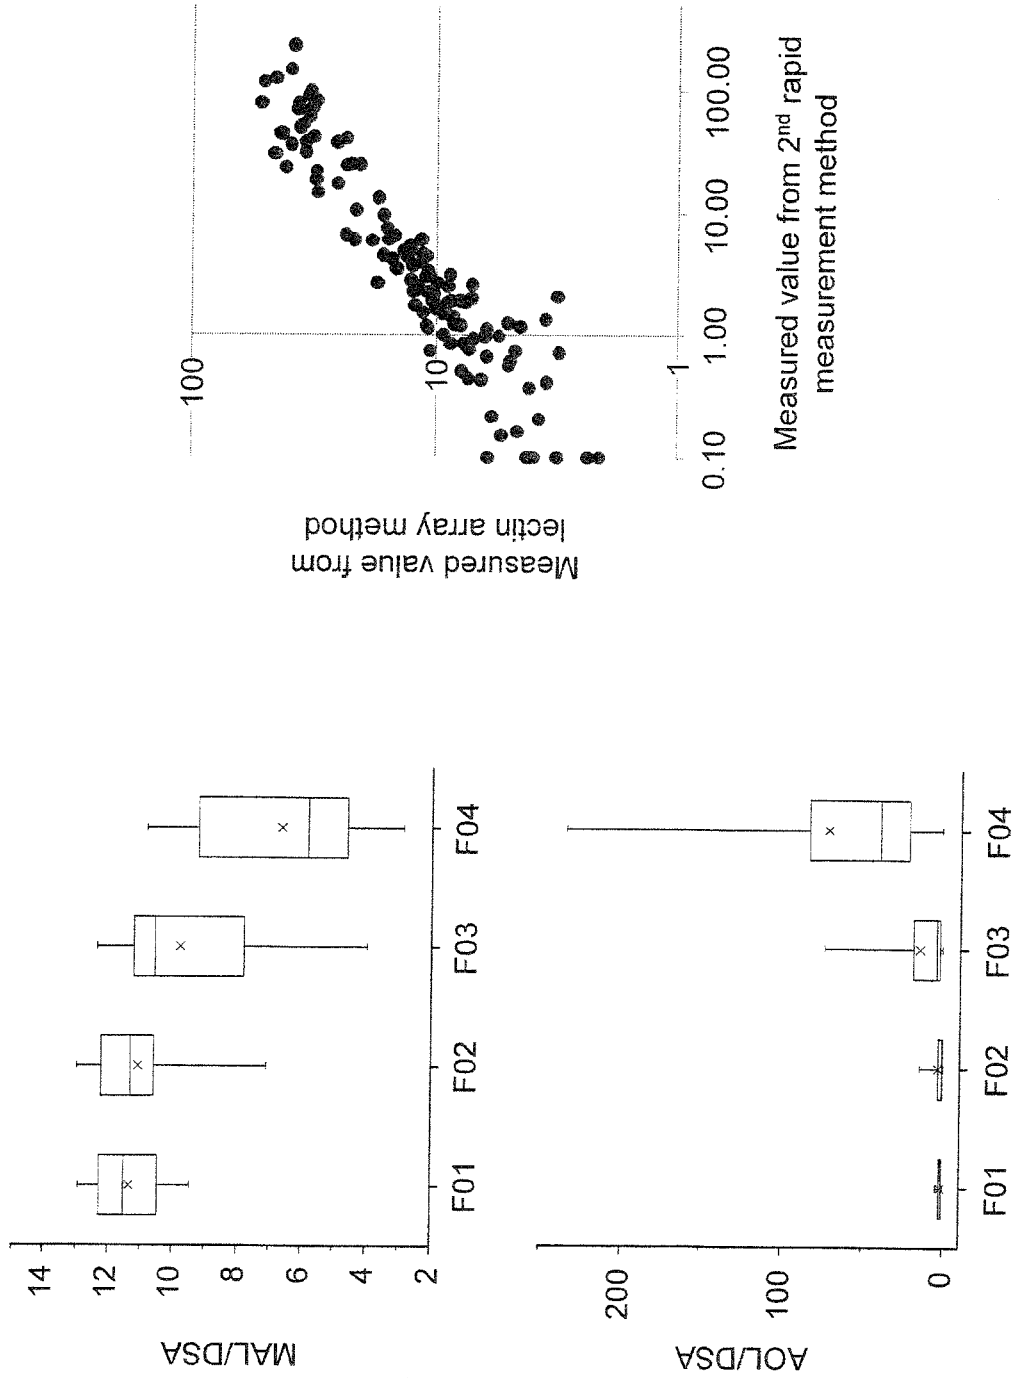 MAL/DSA
14
12
10
8
6
4
2
F01
F02
F03
F04
AOL/DSA
200
100
0
F01
F02
F03
F04
Measured value from
lectin array method
100
10
1
0.10
1.00
10.00
100.00
Measured value from 2nd rapid
measurement method